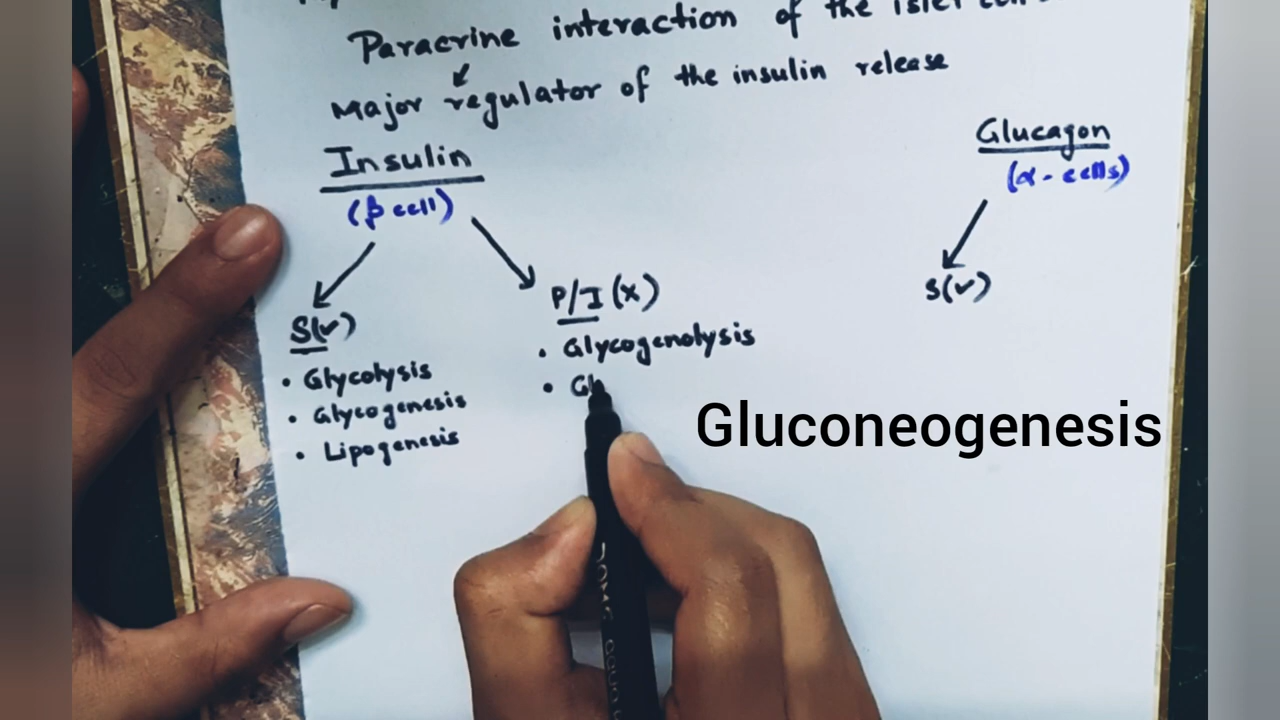 Paracrine interaction of the islet
Major regulator of the insulin release
Insulin
(β cell)
S(✓)
• Glycolysis
• Glycogenesis
• Lipogenesis
P/I (x)
• Glycogenolysis
• Gl
Glucagon
(α - cells)
S(✓)
Gluconeogenesis